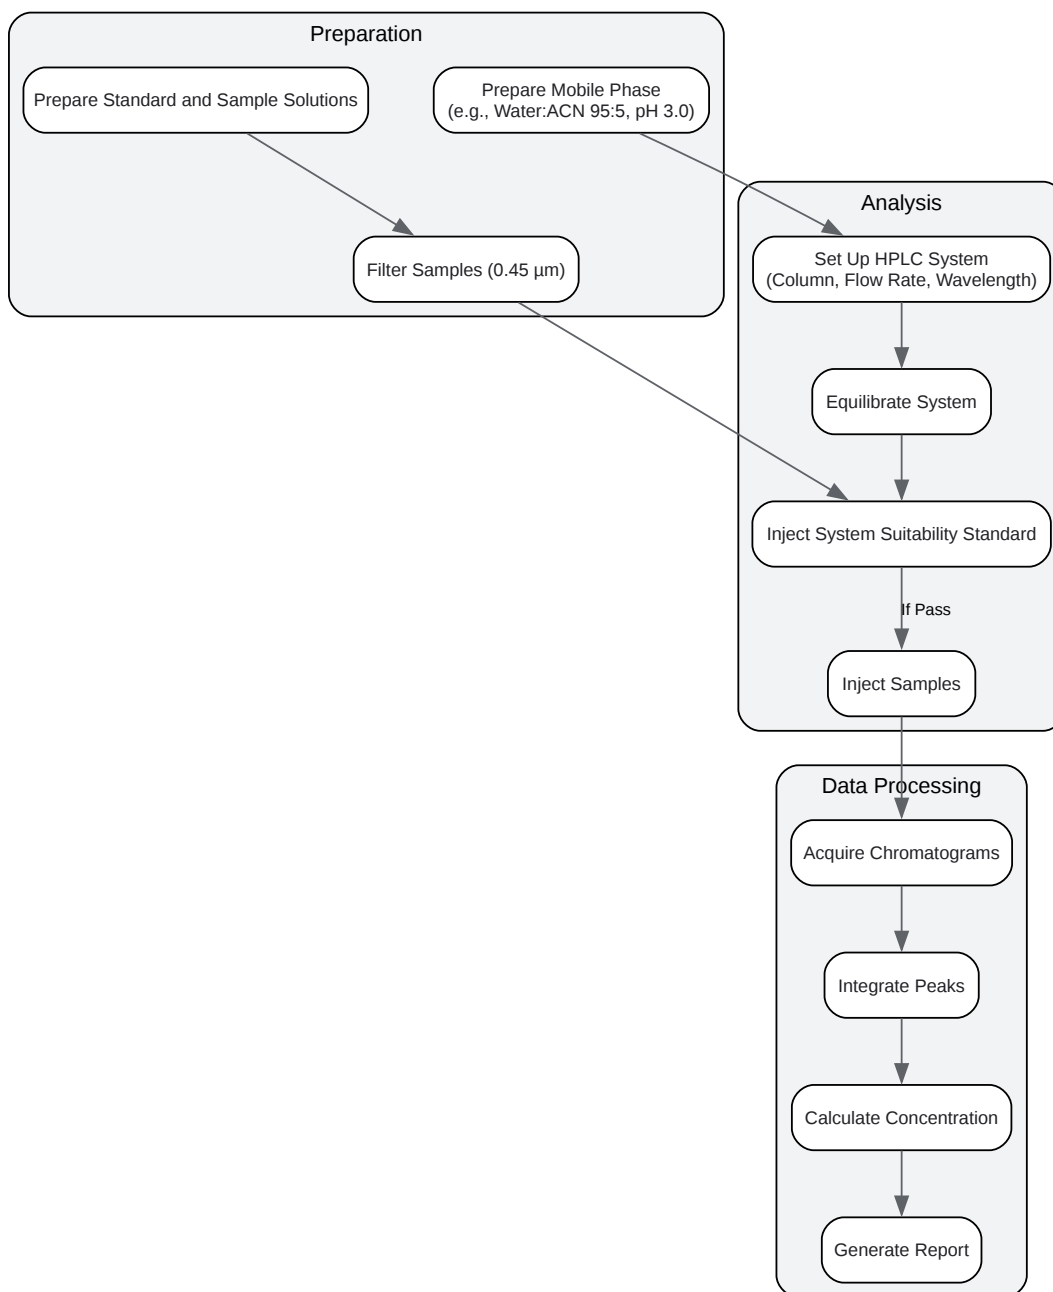 Preparation
Prepare Standard and Sample Solutions
Prepare Mobile Phase
(e.g., Water:ACN 95:5, pH 3.0)
Filter Samples (0.45 µm)
Analysis
Set Up HPLC System
(Column, Flow Rate, Wavelength)
Equilibrate System
Inject System Suitability Standard
If Pass
Inject Samples
Data Processing
Acquire Chromatograms
Integrate Peaks
Calculate Concentration
Generate Report